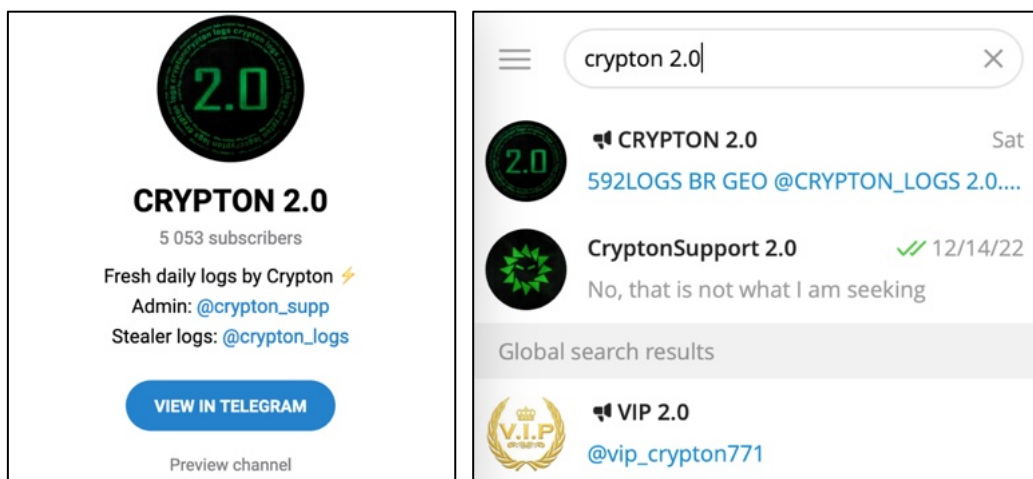 2.0
CRYPTON 2.0
5 053 subscribers
Fresh daily logs by Crypton ⚡
Admin: @crypton_supp
Stealer logs: @crypton_logs
VIEW IN TELEGRAM
Preview channel
crypton 2.0
2.0
CRYPTON 2.0 Sat
592LOGS BR GEO @CRYPTON_LOGS 2.0....
CryptonSupport 2.0 12/14/22
No, that is not what I am seeking
Global search results
V.I.P
VIP 2.0
@vip_crypton771